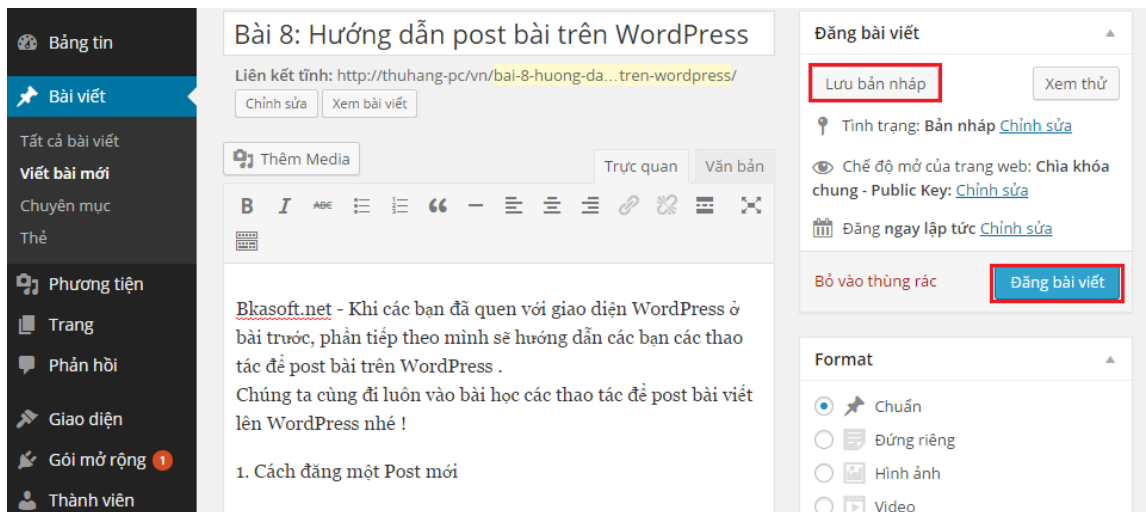 Bảng tin
Bài viết
Tất cả bài viết
Viết bài mới
Chuyên mục
Thẻ
Phương tiện
Trang
Phản hồi
Giao diện
Gói mở rộng 1
Thành viên
Bài 8: Hướng dẫn post bài trên WordPress
Liên kết tĩnh: http://thuhang-pc/vn/bai-8-huong-da...tren-wordpress/
Chỉnh sửa Xem bài viết
Thêm Media
Trực quan Văn bản
B I ABE
Bkasoft.net - Khi các bạn đã quen với giao diện WordPress ở
bài trước, phần tiếp theo mình sẽ hướng dẫn các bạn các thao
tác để post bài trên WordPress .
Chúng ta cùng đi luôn vào bài học các thao tác để post bài viết
lên WordPress nhé !
1. Cách đăng một Post mới
Đăng bài viết
Lưu bản nháp Xem thử
Tình trạng: Bản nháp Chỉnh sửa
Chế độ mở của trang web: Chìa khóa
chung - Public Key: Chỉnh sửa
Đăng ngay lập tức Chỉnh sửa
Bỏ vào thùng rác Đăng bài viết
Format
Chuẩn
Đứng riêng
Hình ảnh
Video